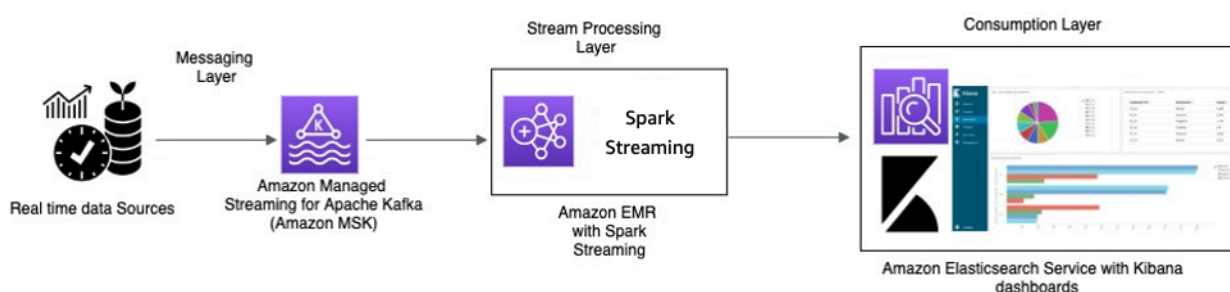 Messaging
Layer
Stream Processing
Layer
Consumption Layer
Real time data Sources
K
Amazon Managed
Streaming for Apache Kafka
(Amazon MSK)
Spark
Streaming
Amazon EMR
with Spark
Streaming
Kibana
Amazon Elasticsearch Service with Kibana
dashboards